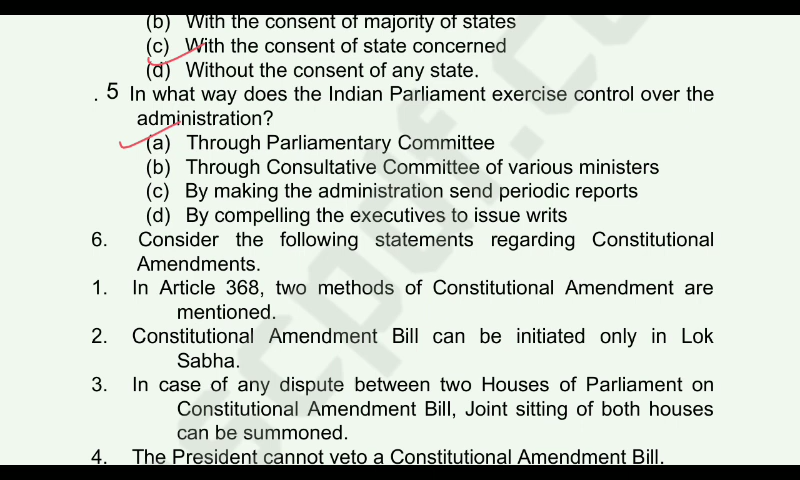 (b) With the consent of majority of states
(c) With the consent of state concerned
(d) Without the consent of any state.
. 5 In what way does the Indian Parliament exercise control over the
administration?
(a) Through Parliamentary Committee
(b) Through Consultative Committee of various ministers
(c) By making the administration send periodic reports
(d) By compelling the executives to issue writs
6. Consider the following statements regarding Constitutional
Amendments.
1. In Article 368, two methods of Constitutional Amendment are
mentioned.
2. Constitutional Amendment Bill can be initiated only in Lok
Sabha.
3. In case of any dispute between two Houses of Parliament on
Constitutional Amendment Bill, Joint sitting of both houses
can be summoned.
4. The President cannot veto a Constitutional Amendment Bill.